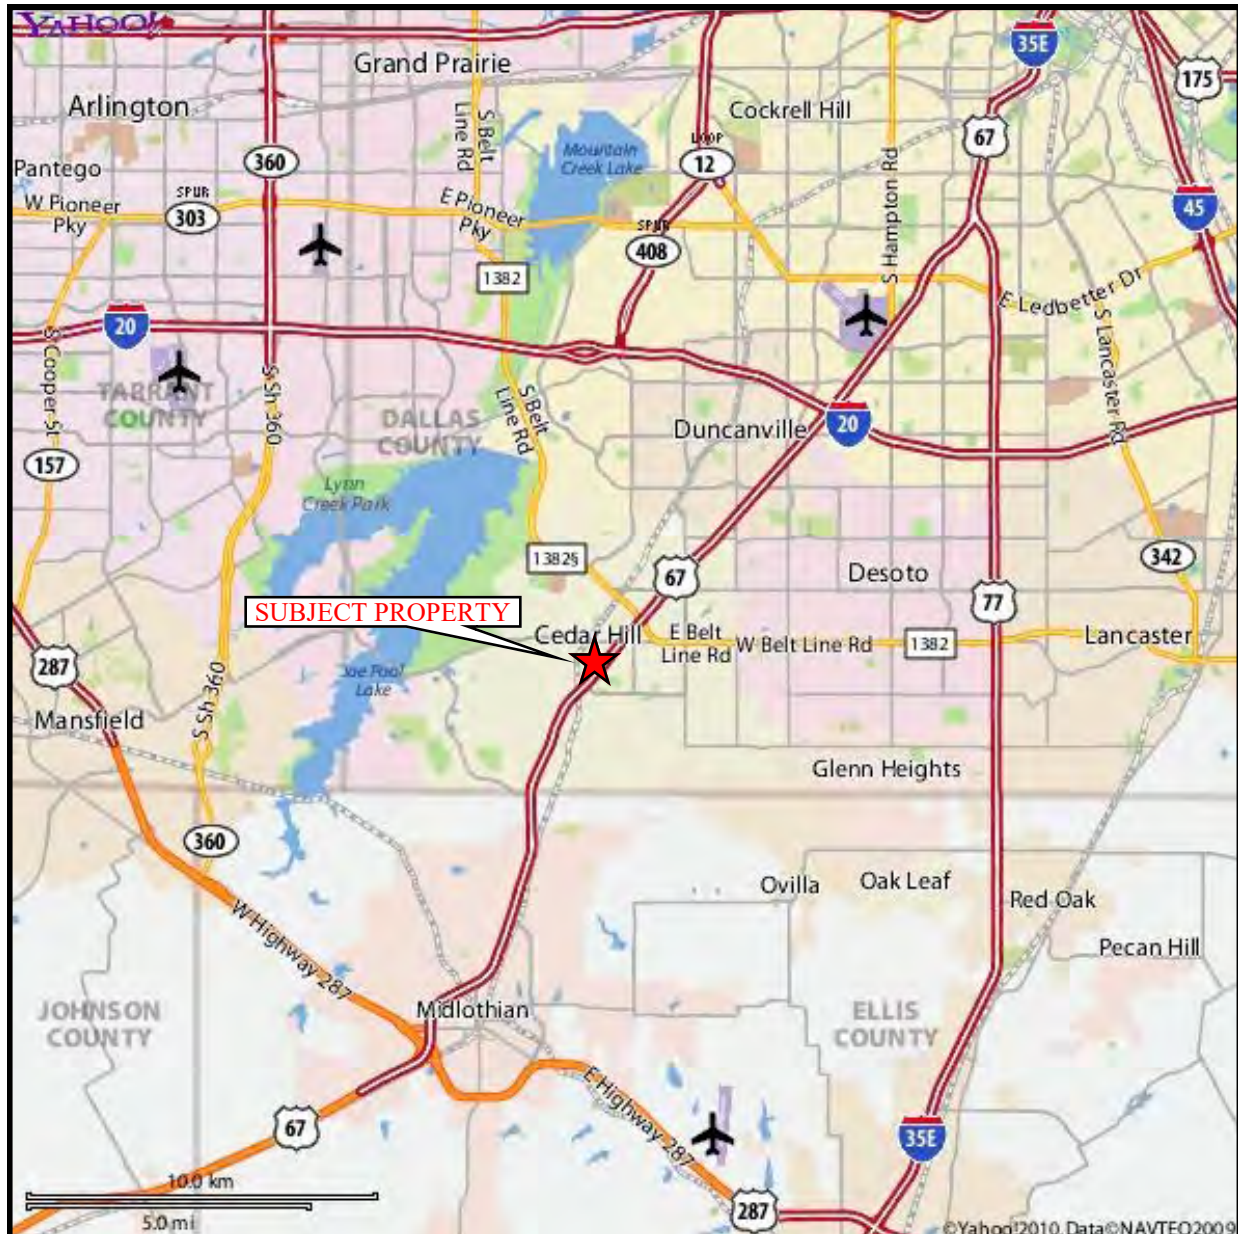 YAHOO!
Grand Prairie
35E
175
Arlington
S Belt
Line Rd
Cockrell Hill
67
Mountain
Creek Lake
LOOP
12
360
Pantego
S Hampton Rd
W Pioneer
Pky
SPUR
303
E Pioneer
Pky
45
SPUR
408
1382
E Ledbetter Dr
20
S Lancaster Rd
S Cooper St
TARRANT
COUNTY
S Sh 360
DALLAS
COUNTY
S Belt
Line Rd
Duncanville
20
157
Lynn
Creek Park
1382S
67
Desoto
342
77
SUBJECT PROPERTY
Cedar Hill
E Belt
Line Rd
W Belt Line Rd
1382
Lancaster
287
Joe Pool
Lake
S Sh 360
Mansfield
Glenn Heights
360
Ovilla
Oak Leaf
Red Oak
W Highway 287
Pecan Hill
JOHNSON
COUNTY
Midlothian
ELLIS
COUNTY
E Highway 287
67
35E
10.0 km
5.0 mi
287
©Yahoo!2010, Data©NAVTEQ2009